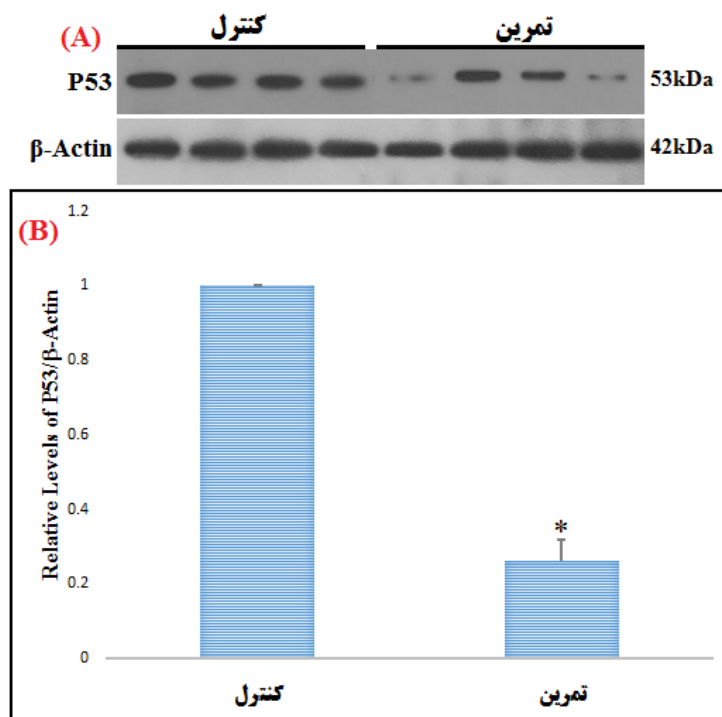 (A) کنترل تمرین
P53 53kDa
β-Actin 42kDa
(B)
Relative Levels of P53/β-Actin
1.2
1
0.8
0.6
0.4
*
0.2
0
کنترل تمرین